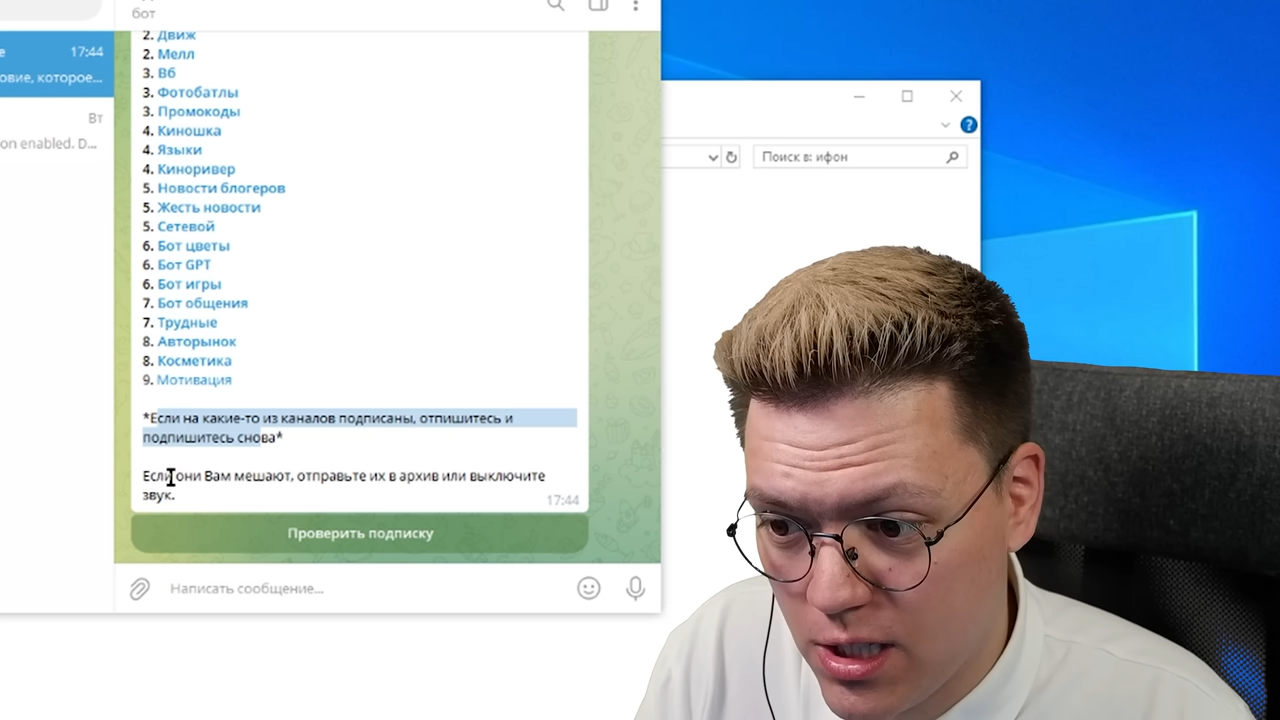 бот
17:44
овие, которое...
Вт
on enabled. D...
2. Движ
2. Мелл
3. Вб
3. Фотобатлы
3. Промокоды
4. Киношка
4. Языки
4. Киноривер
5. Новости блогеров
5. Жесть новости
5. Сетевой
6. Бот цветы
6. Бот GPT
6. Бот игры
7. Бот общения
7. Трудные
8. Авторынок
8. Косметика
9. Мотивация
*Если на какие-то из каналов подписаны, отпишитесь и
подпишитесь снова*
Если они Вам мешают, отправьте их в архив или выключите
звук.
17:44
Проверить подписку
Написать сообщение...
Поиск в: ифон